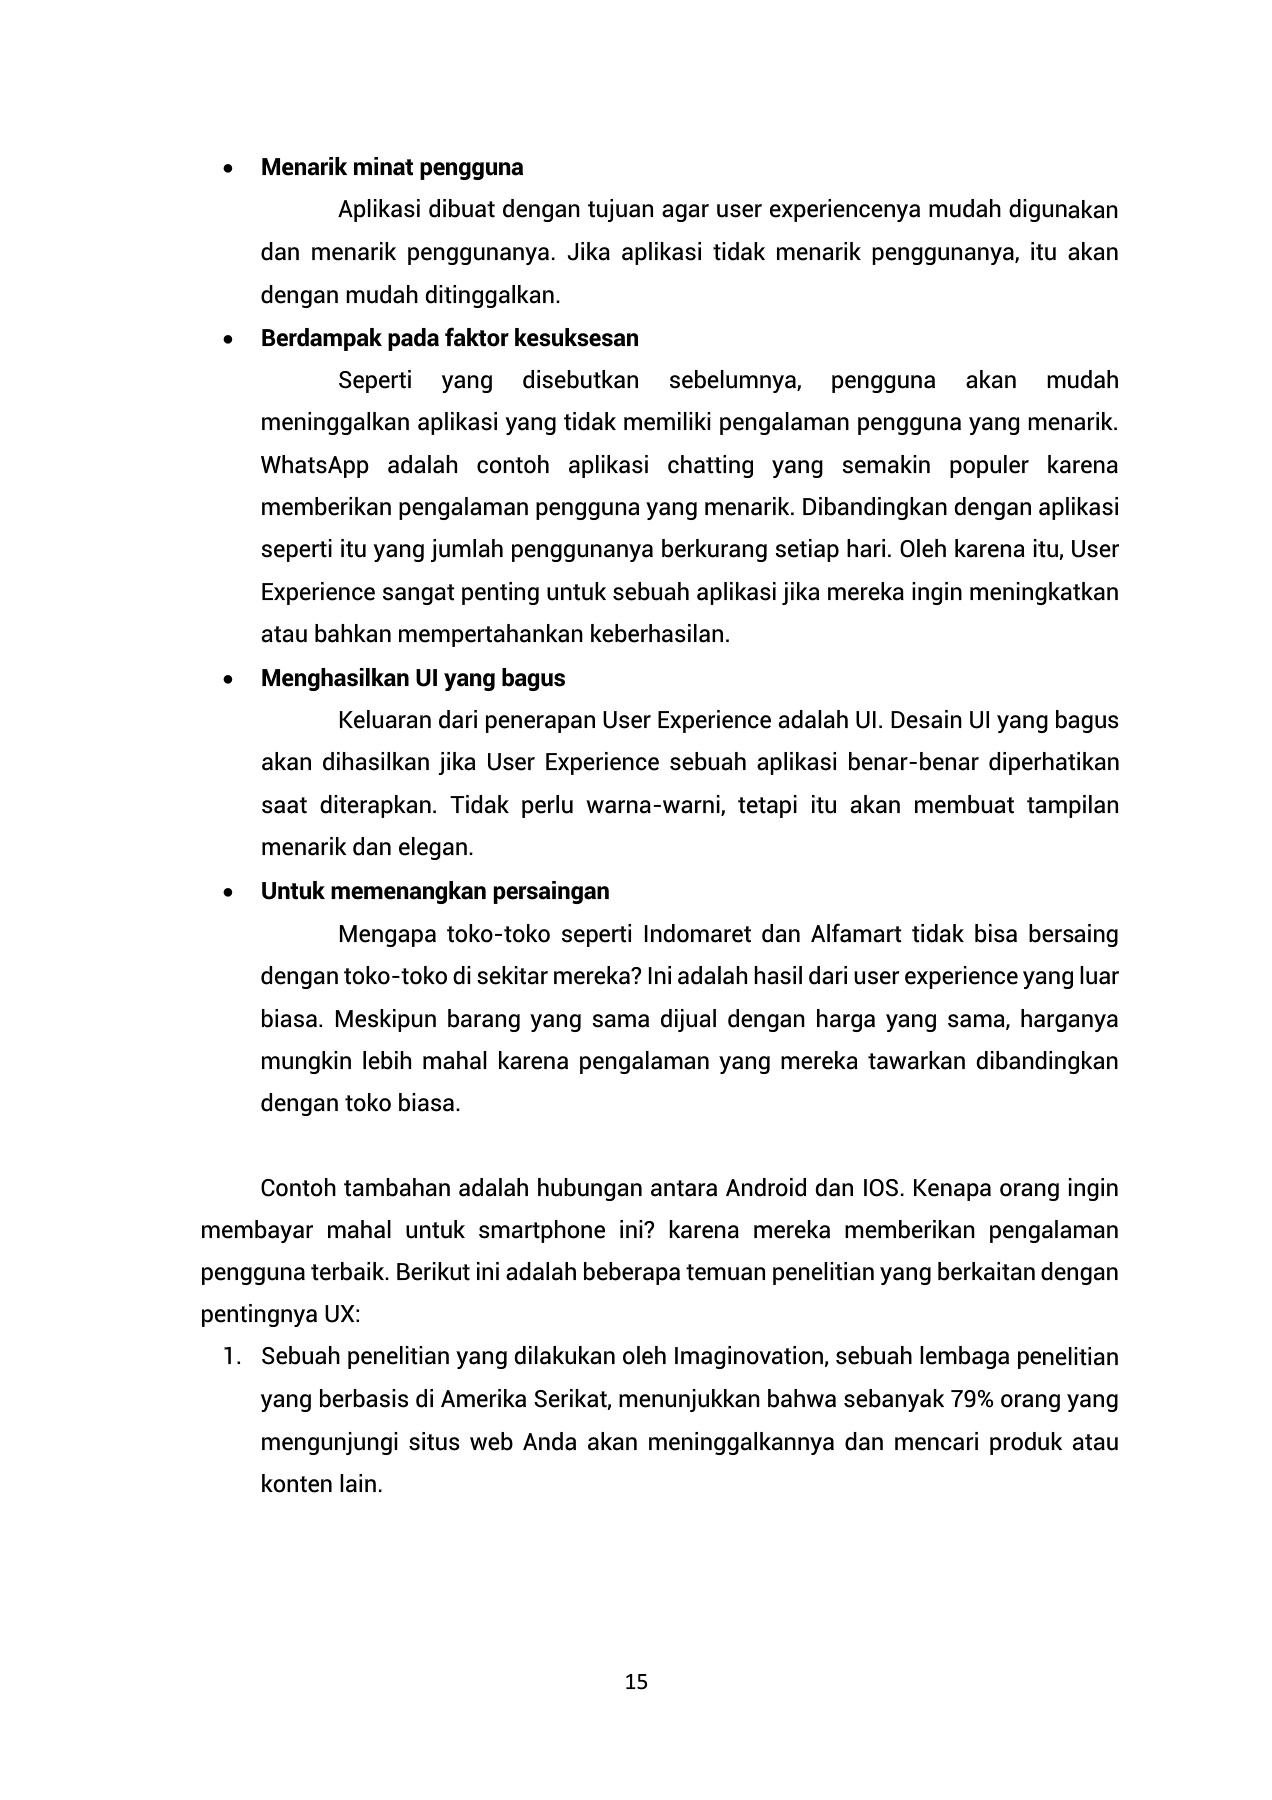 • Menarik minat pengguna
Aplikasi dibuat dengan tujuan agar user experiencenya mudah digunakan
dan menarik penggunanya. Jika aplikasi tidak menarik penggunanya, itu akan
dengan mudah ditinggalkan.
• Berdampak pada faktor kesuksesan
Seperti yang disebutkan sebelumnya, pengguna akan mudah
meninggalkan aplikasi yang tidak memiliki pengalaman pengguna yang menarik.
WhatsApp adalah contoh aplikasi chatting yang semakin populer karena
memberikan pengalaman pengguna yang menarik. Dibandingkan dengan aplikasi
seperti itu yang jumlah penggunanya berkurang setiap hari. Oleh karena itu, User
Experience sangat penting untuk sebuah aplikasi jika mereka ingin meningkatkan
atau bahkan mempertahankan keberhasilan.
• Menghasilkan UI yang bagus
Keluaran dari penerapan User Experience adalah UI. Desain UI yang bagus
akan dihasilkan jika User Experience sebuah aplikasi benar-benar diperhatikan
saat diterapkan. Tidak perlu warna-warni, tetapi itu akan membuat tampilan
menarik dan elegan.
• Untuk memenangkan persaingan
Mengapa toko-toko seperti Indomaret dan Alfamart tidak bisa bersaing
dengan toko-toko di sekitar mereka? Ini adalah hasil dari user experience yang luar
biasa. Meskipun barang yang sama dijual dengan harga yang sama, harganya
mungkin lebih mahal karena pengalaman yang mereka tawarkan dibandingkan
dengan toko biasa.
Contoh tambahan adalah hubungan antara Android dan IOS. Kenapa orang ingin
membayar mahal untuk smartphone ini? karena mereka memberikan pengalaman
pengguna terbaik. Berikut ini adalah beberapa temuan penelitian yang berkaitan dengan
pentingnya UX:
1. Sebuah penelitian yang dilakukan oleh Imaginovation, sebuah lembaga penelitian
yang berbasis di Amerika Serikat, menunjukkan bahwa sebanyak 79% orang yang
mengunjungi situs web Anda akan meninggalkannya dan mencari produk atau
konten lain.
15